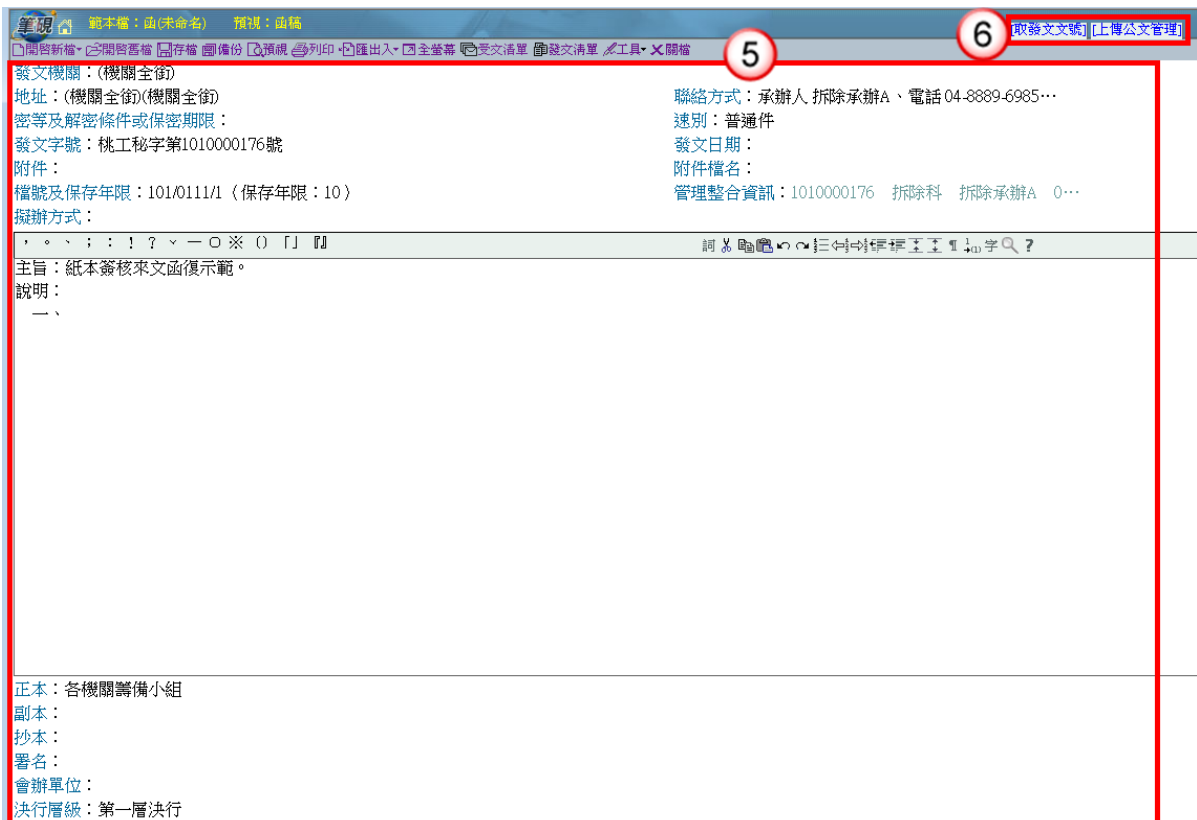 筆硯 範本檔：函(未命名) 預視：函稿
6 [取發文文號] [上傳公文管理]
開啓新檔 開啓舊檔 存檔 備份 預視 列印 匯出入 全螢幕 受文清單 發文清單 工具 關檔
5
發文機關：(機關全銜)
地址：(機關全銜)(機關全銜) 聯絡方式：承辦人 拆除承辦A、電話 04-8889-6985…
密等及解密條件或保密期限： 速別：普通件
發文字號：桃工秘字第1010000176號 發文日期：
附件： 附件檔名：
檔號及保存年限：101/0111/1（保存年限：10） 管理整合資訊：1010000176 拆除科 拆除承辦A 0…
擬辦方式：
，。、；：！？ˇ—○※（）「」『』 詞 字 ?
主旨：紙本簽核來文函復示範。
說明：
一、
正本：各機關籌備小組
副本：
抄本：
署名：
會辦單位：
決行層級：第一層決行